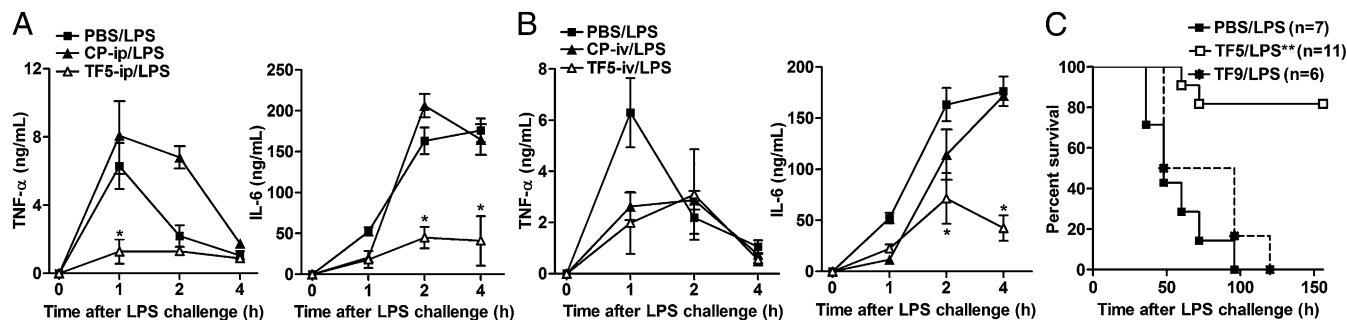 A
PBS/LPS
CP-ip/LPS
TF5-ip/LPS
12
8
4
0
TNF-α (ng/mL)
*
0 1 2 4
Time after LPS challenge (h)
250
200
150
100
50
0
IL-6 (ng/mL)
* *
0 1 2 4
Time after LPS challenge (h)
B
PBS/LPS
CP-iv/LPS
TF5-iv/LPS
8
6
4
2
0
TNF-α (ng/mL)
0 1 2 4
Time after LPS challenge (h)
200
150
100
50
0
IL-6 (ng/mL)
* *
0 1 2 4
Time after LPS challenge (h)
C
PBS/LPS (n=7)
TF5/LPS** (n=11)
TF9/LPS (n=6)
100
80
60
40
20
0
Percent survival
0 50 100 150
Time after LPS challenge (h)